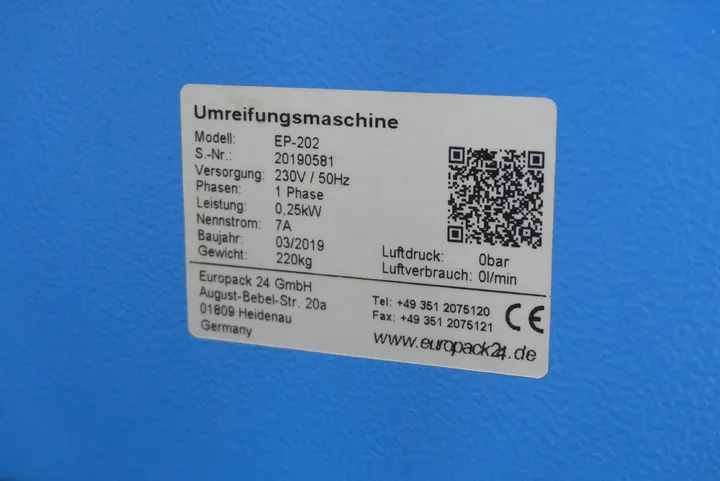 Umreifungsmaschine
Modell: EP-202
S.-Nr.: 20190581
Versorgung: 230V / 50Hz
Phasen: 1 Phase
Leistung: 0,25kW
Nennstrom: 7A
Baujahr: 03/2019
Gewicht: 220kg
Luftdruck: 0bar
Luftverbrauch: 0l/min
Europack 24 GmbH
August-Bebel-Str. 20a
01809 Heidenau
Germany
Tel: +49 351 2075120
Fax: +49 351 2075121
CE
www.europack24.de